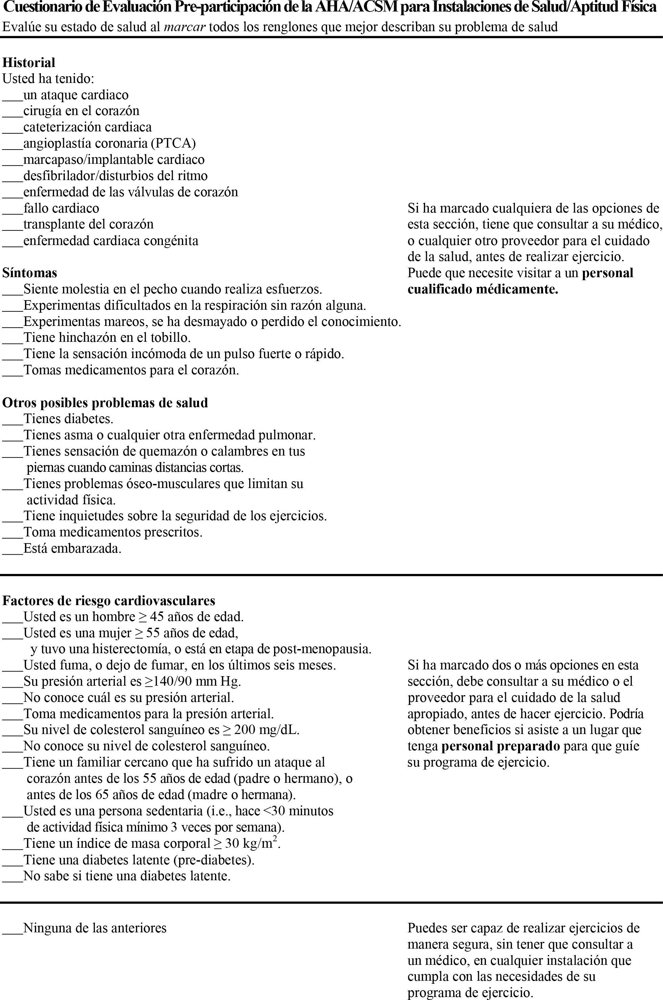 Cuestionario de Evaluación Pre-participación de la AHA/ACSM para Instalaciones de Salud/Aptitud Física
Evalúe su estado de salud al marcar todos los renglones que mejor describan su problema de salud
Historial
Usted ha tenido:
___un ataque cardiaco
___cirugía en el corazón
___cateterización cardiaca
___angioplastía coronaria (PTCA)
___marcapaso/implantable cardiaco
___desfibrilador/disturbios del ritmo
___enfermedad de las válvulas de corazón
___fallo cardiaco
___transplante del corazón
___enfermedad cardiaca congénita
Síntomas
___Siente molestia en el pecho cuando realiza esfuerzos.
___Experimentas dificultados en la respiración sin razón alguna.
___Experimentas mareos, se ha desmayado o perdido el conocimiento.
___Tiene hinchazón en el tobillo.
___Tiene la sensación incómoda de un pulso fuerte o rápido.
___Tomas medicamentos para el corazón.
Otros posibles problemas de salud
___Tienes diabetes.
___Tienes asma o cualquier otra enfermedad pulmonar.
___Tienes sensación de quemazón o calambres en tus
piernas cuando caminas distancias cortas.
___Tienes problemas óseo-musculares que limitan su
actividad física.
___Tiene inquietudes sobre la seguridad de los ejercicios.
___Toma medicamentos prescritos.
___Está embarazada.
Si ha marcado cualquiera de las opciones de
esta sección, tiene que consultar a su médico,
o cualquier otro proveedor para el cuidado
de la salud, antes de realizar ejercicio.
Puede que necesite visitar a un personal
cualificado médicamente.
Factores de riesgo cardiovasculares
___Usted es un hombre ≥ 45 años de edad.
___Usted es una mujer ≥ 55 años de edad,
y tuvo una histerectomía, o está en etapa de post-menopausia.
___Usted fuma, o dejo de fumar, en los últimos seis meses.
___Su presión arterial es ≥140/90 mm Hg.
___No conoce cuál es su presión arterial.
___Toma medicamentos para la presión arterial.
___Su nivel de colesterol sanguíneo es ≥ 200 mg/dL.
___No conoce su nivel de colesterol sanguíneo.
___Tiene un familiar cercano que ha sufrido un ataque al
corazón antes de los 55 años de edad (padre o hermano), o
antes de los 65 años de edad (madre o hermana).
___Usted es una persona sedentaria (i.e., hace <30 minutos
de actividad física mínimo 3 veces por semana).
___Tiene un índice de masa corporal ≥ 30 kg/m².
___Tiene una diabetes latente (pre-diabetes).
___No sabe si tiene una diabetes latente.
Si ha marcado dos o más opciones en esta
sección, debe consultar a su médico o el
proveedor para el cuidado de la salud
apropiado, antes de hacer ejercicio. Podría
obtener beneficios si asiste a un lugar que
tenga personal preparado para que guíe
su programa de ejercicio.
___Ninguna de las anteriores
Puedes ser capaz de realizar ejercicios de
manera segura, sin tener que consultar a
un médico, en cualquier instalación que
cumpla con las necesidades de su
programa de ejercicio.